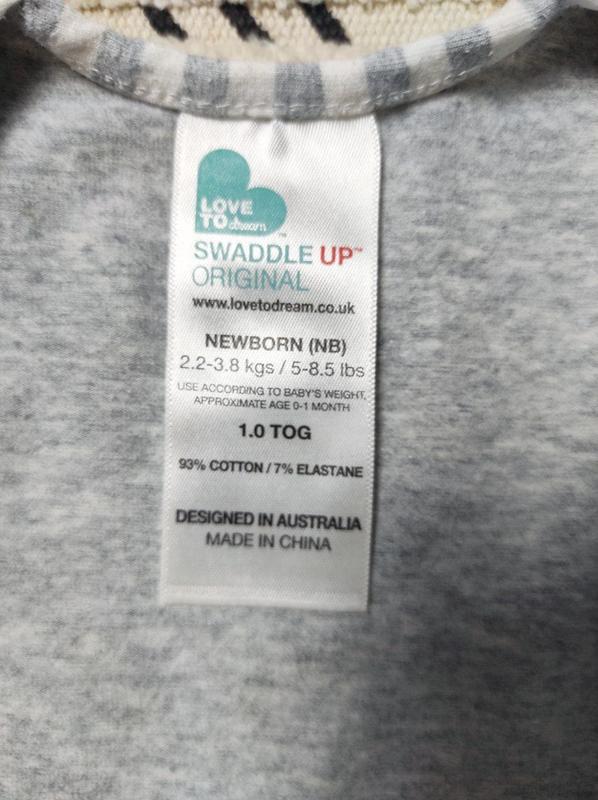 LOVE
TO dream™
SWADDLE UP™
ORIGINAL
www.lovetodream.co.uk
NEWBORN (NB)
2.2-3.8 kgs / 5-8.5 lbs
USE ACCORDING TO BABY'S WEIGHT,
APPROXIMATE AGE 0-1 MONTH
1.0 TOG
93% COTTON / 7% ELASTANE
DESIGNED IN AUSTRALIA
MADE IN CHINA